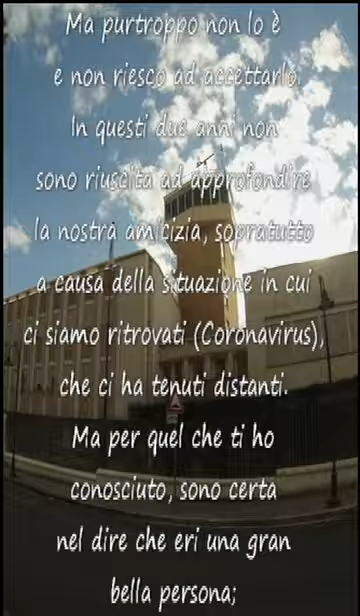 Ma purtroppo non lo è
e non riesco ad accettarlo.
In questi due anni non
sono riuscita ad approfondire
la nostra amicizia, sopratutto
a causa della situazione in cui
ci siamo ritrovati (Coronavirus),
che ci ha tenuti distanti.
Ma per quel che ti ho
conosciuto, sono certa
nel dire che eri una gran
bella persona;